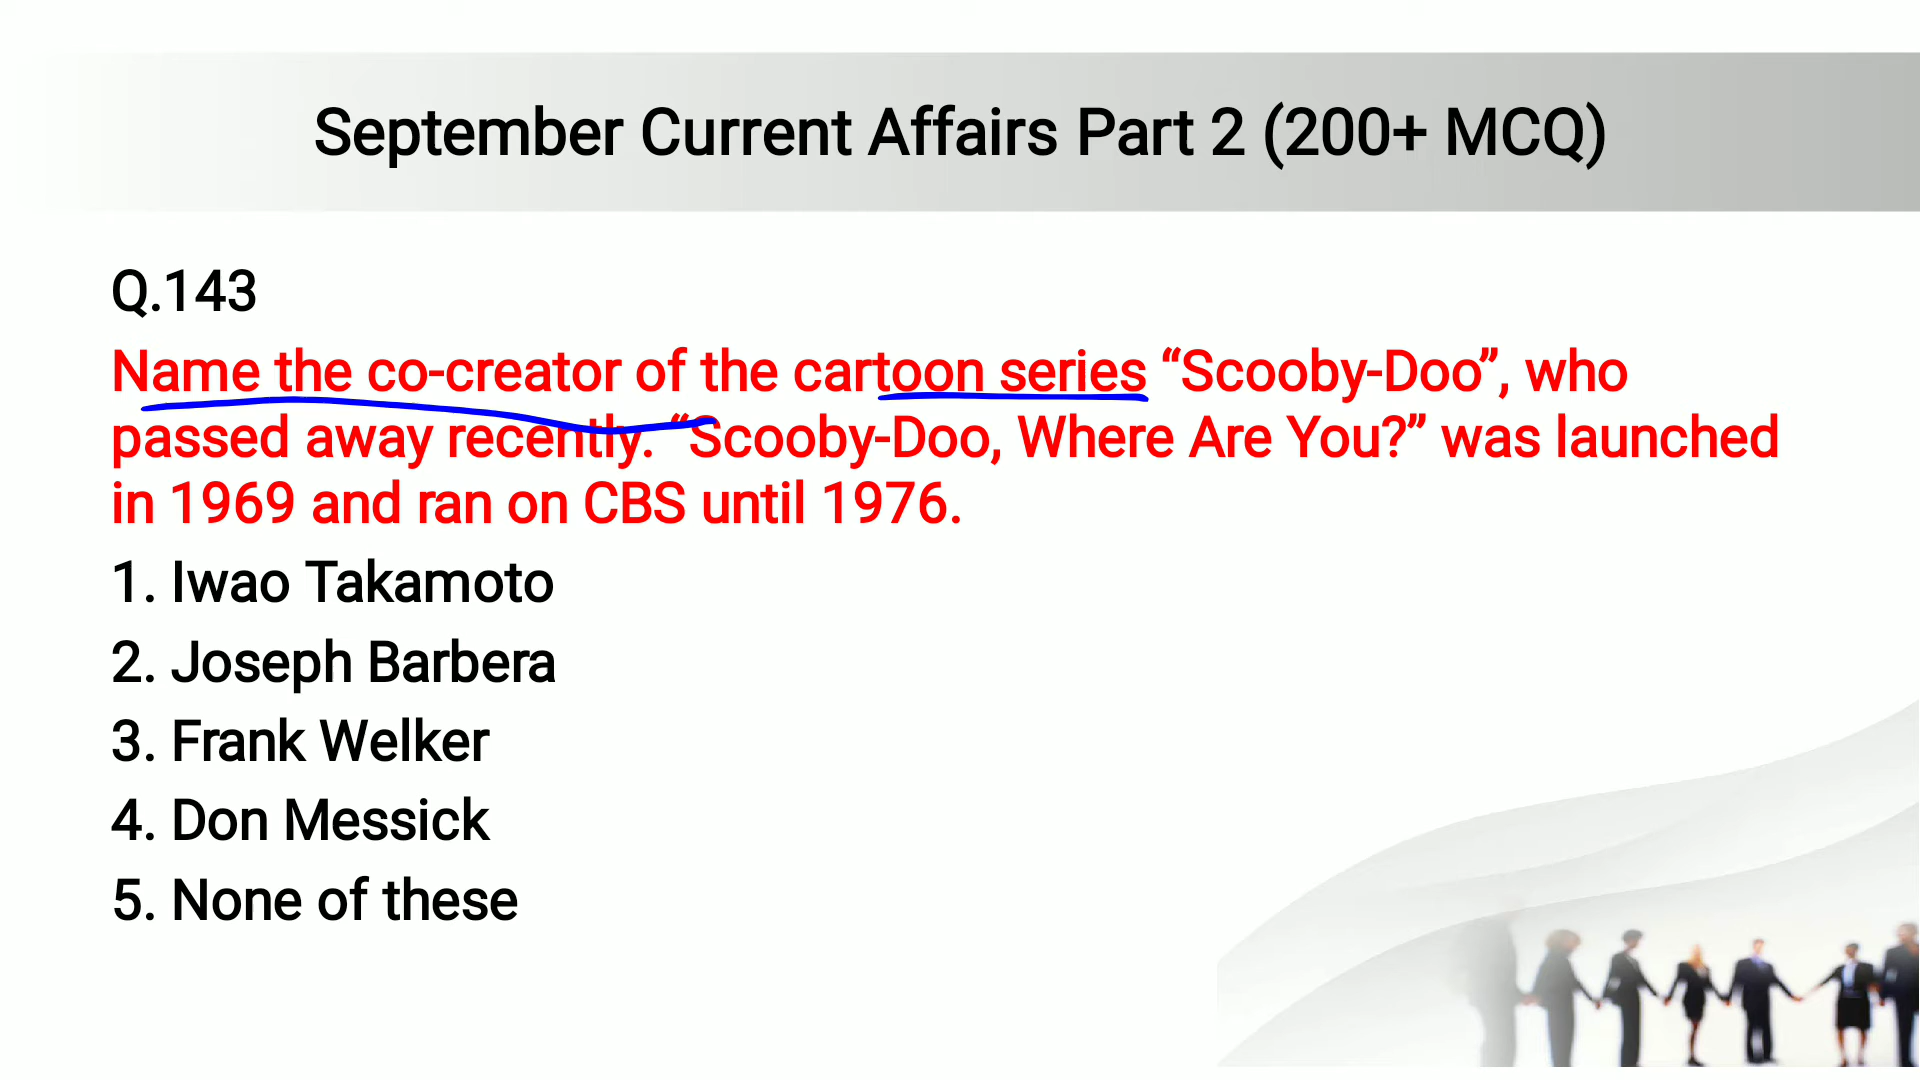 September Current Affairs Part 2 (200+ MCQ)
Q.143
Name the co-creator of the cartoon series “Scooby-Doo”, who
passed away recently. “Scooby-Doo, Where Are You?” was launched
in 1969 and ran on CBS until 1976.
1. Iwao Takamoto
2. Joseph Barbera
3. Frank Welker
4. Don Messick
5. None of these